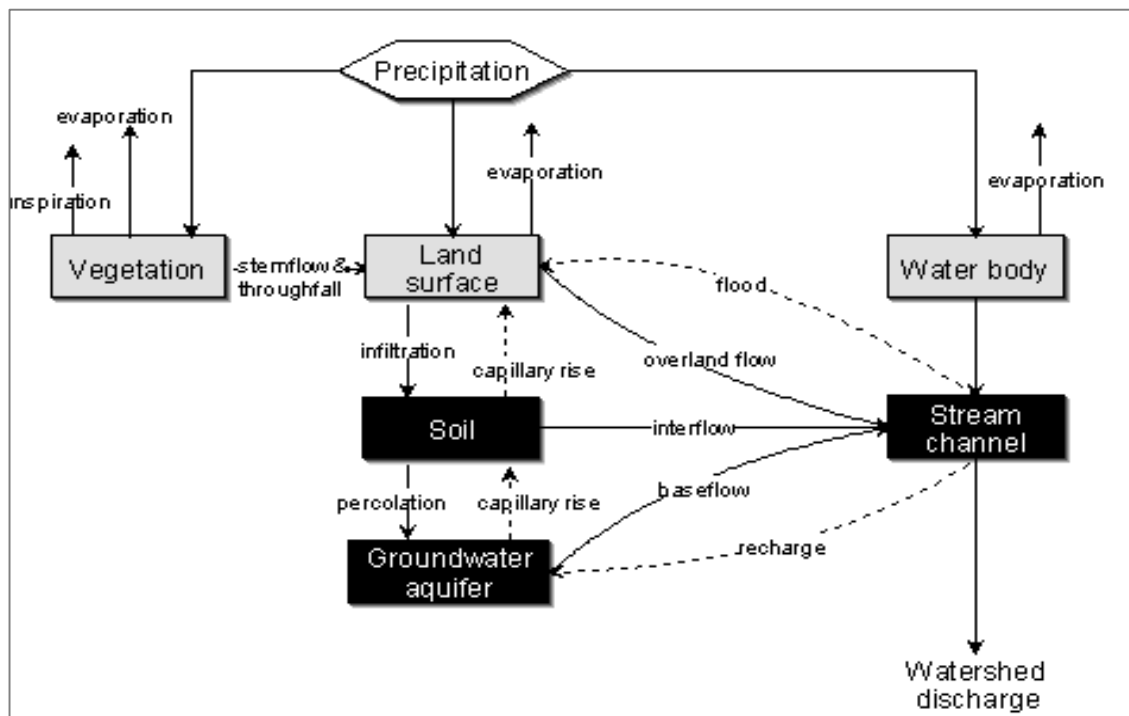 Precipitation
evaporation
inspiration
evaporation
evaporation
Vegetation
stemflow &
throughfall
Land
surface
Water body
flood
infiltration
capillary rise
overland flow
Soil
interflow
Stream
channel
percolation
capillary rise
baseflow
Groundwater
aquifer
recharge
Watershed
discharge